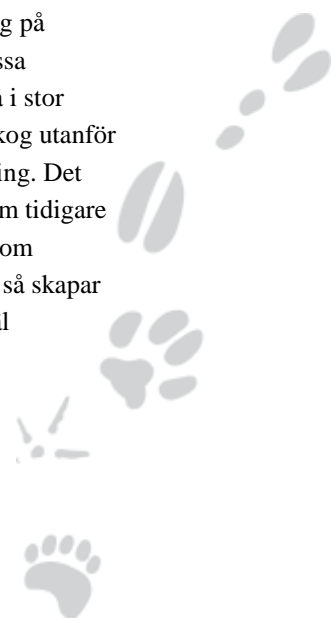 g på
ssa
i stor
kog utanför
ing. Det
m tidigare
om
så skapar